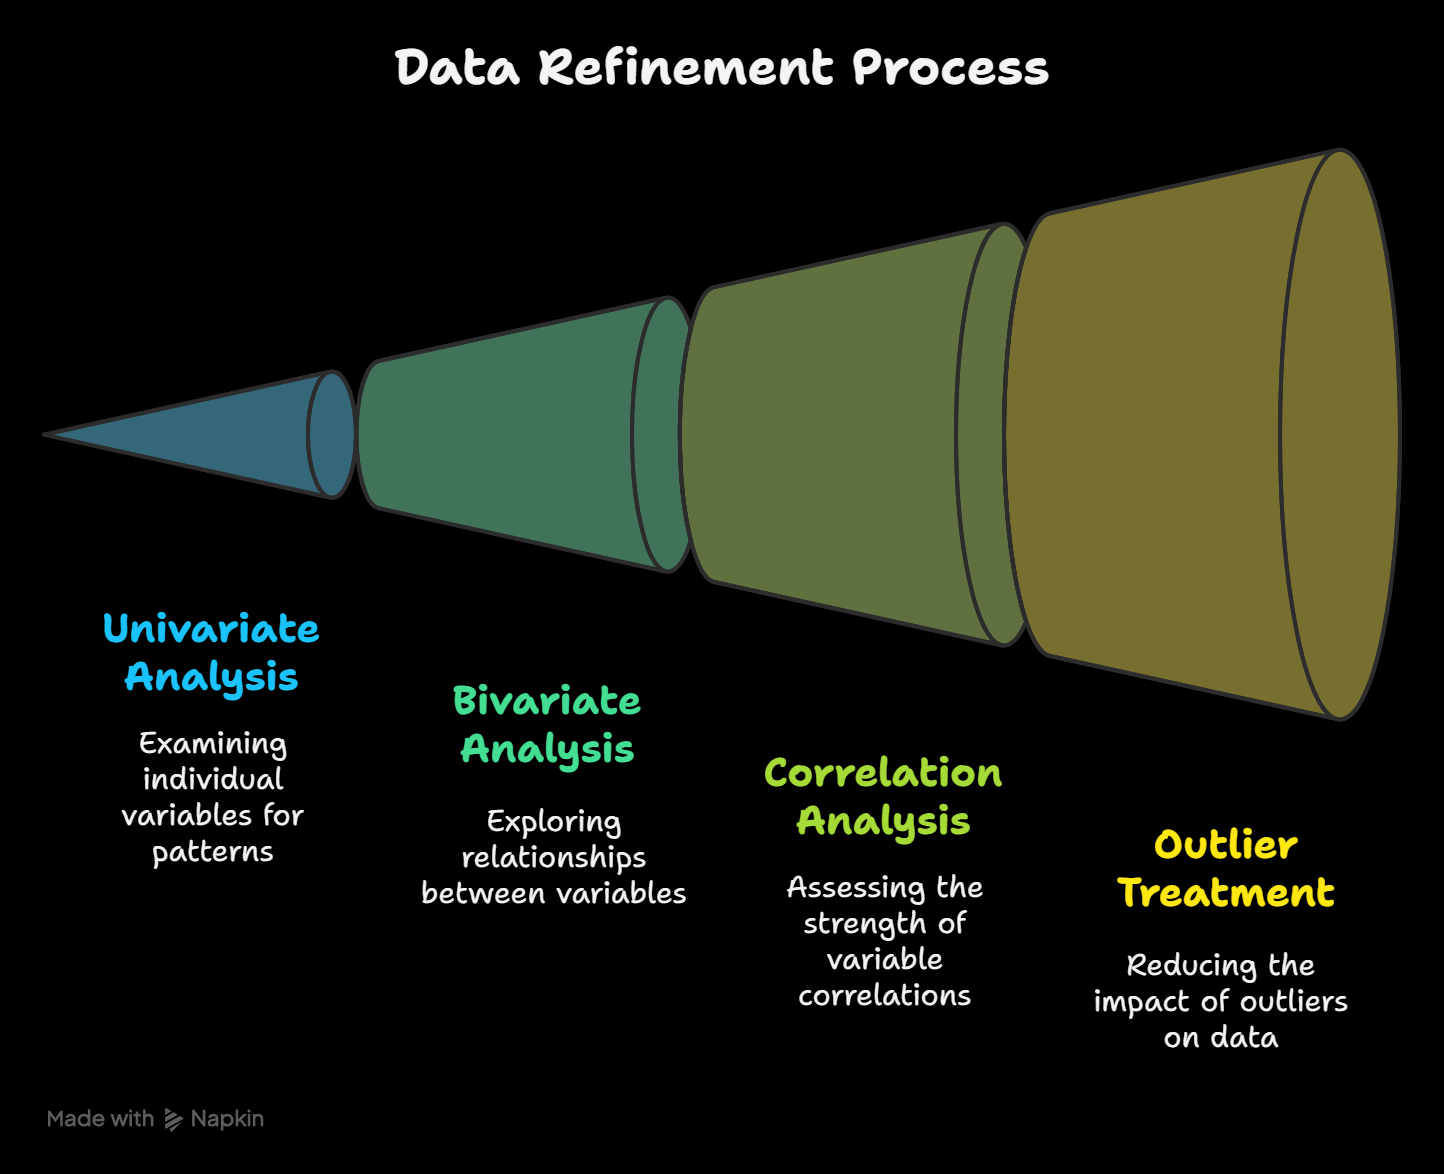 Data Refinement Process
Univariate
Analysis
Examining
individual
variables for
patterns
Bivariate
Analysis
Exploring
relationships
between variables
Correlation
Analysis
Assessing the
strength of
variable
correlations
Outlier
Treatment
Reducing the
impact of outliers
on data
Made with Napkin